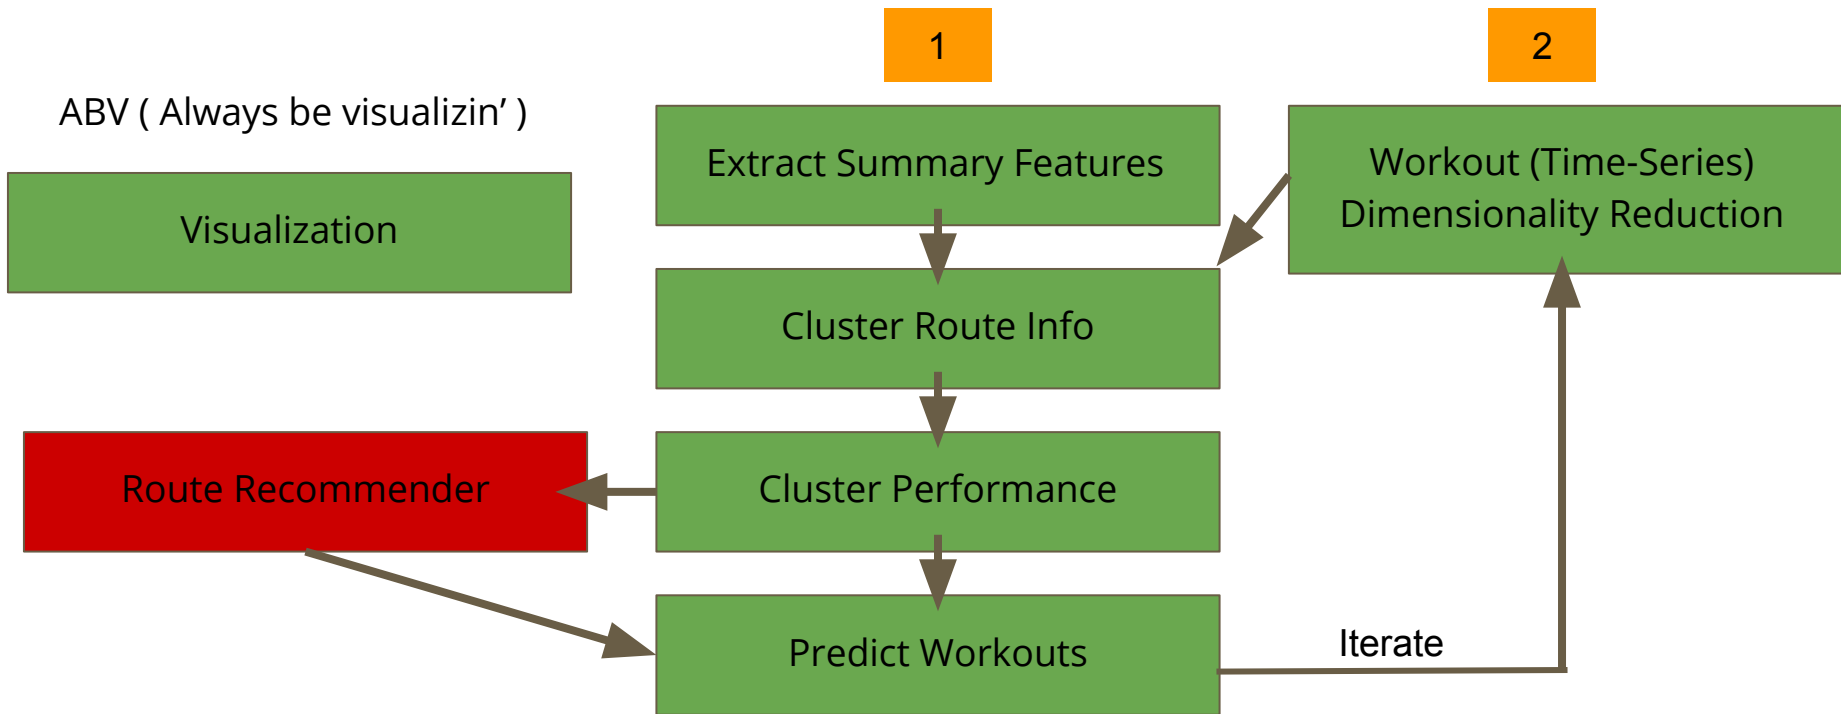 1
2
ABV ( Always be visualizin’ )
Visualization
Extract Summary Features
Workout (Time-Series)
Dimensionality Reduction
Cluster Route Info
Route Recommender
Cluster Performance
Predict Workouts
Iterate